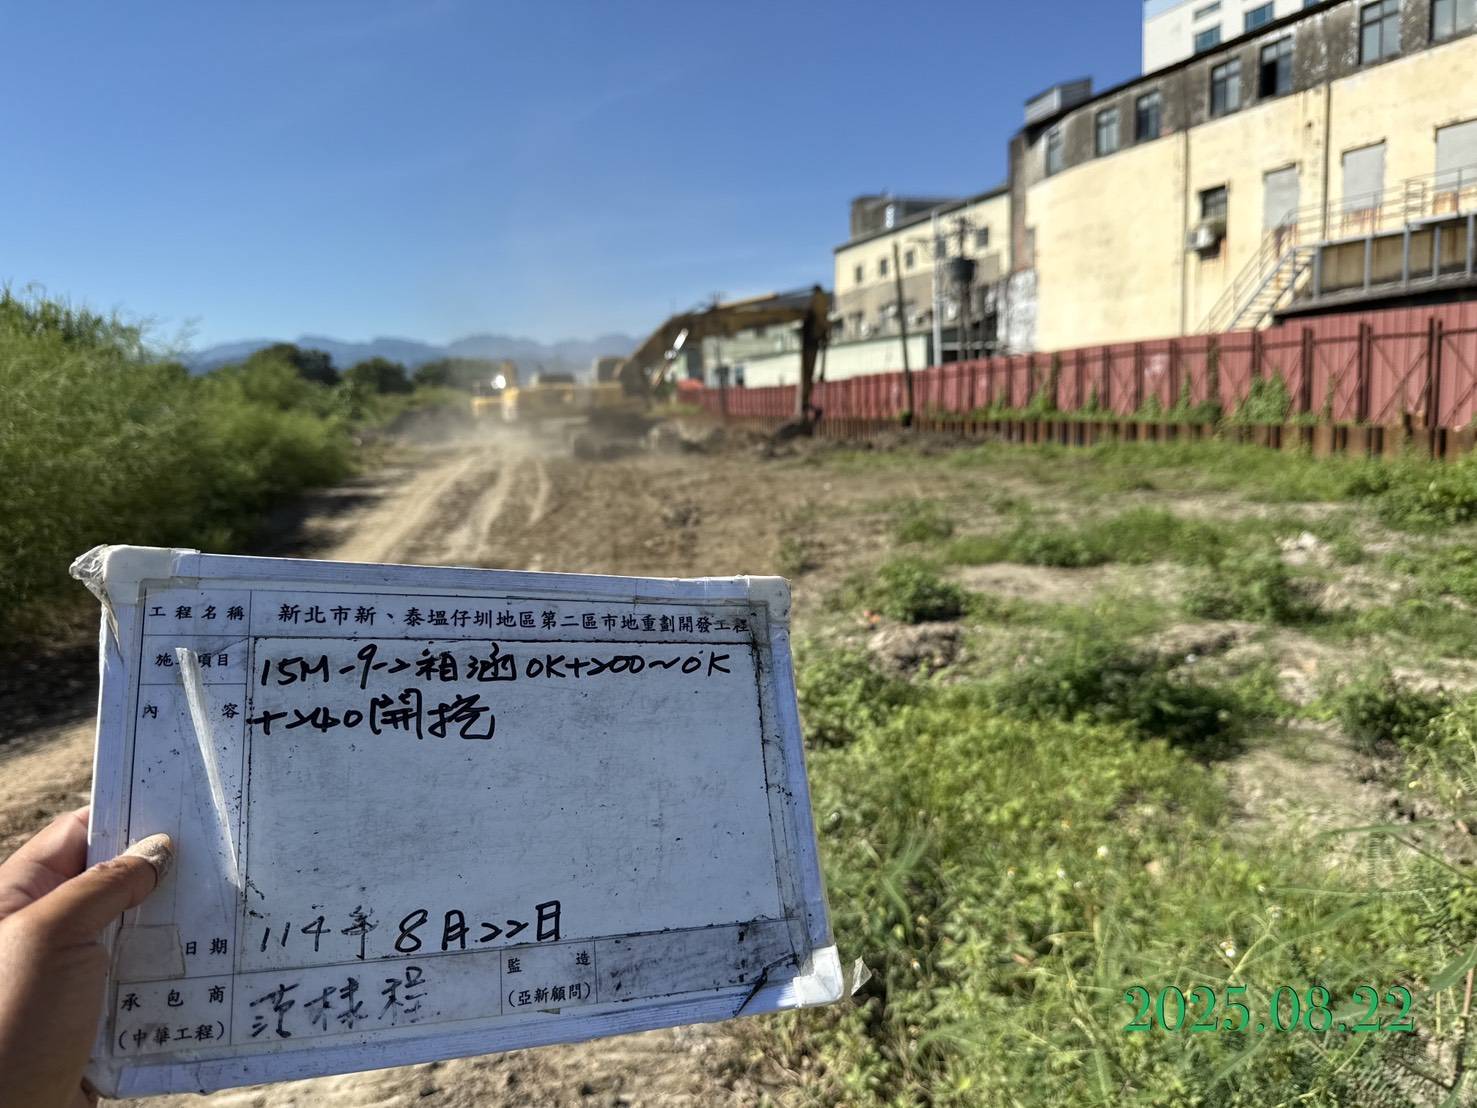 工程名稱 新北市新、泰塭仔圳地區第二區市地重劃開發工程
施工項目 15M-9-2箱涵0K+200~0K
內容 +240開挖
日期 114年 8月22日
承包商 監造
(中華工程) (亞新顧問)
2025.08.22